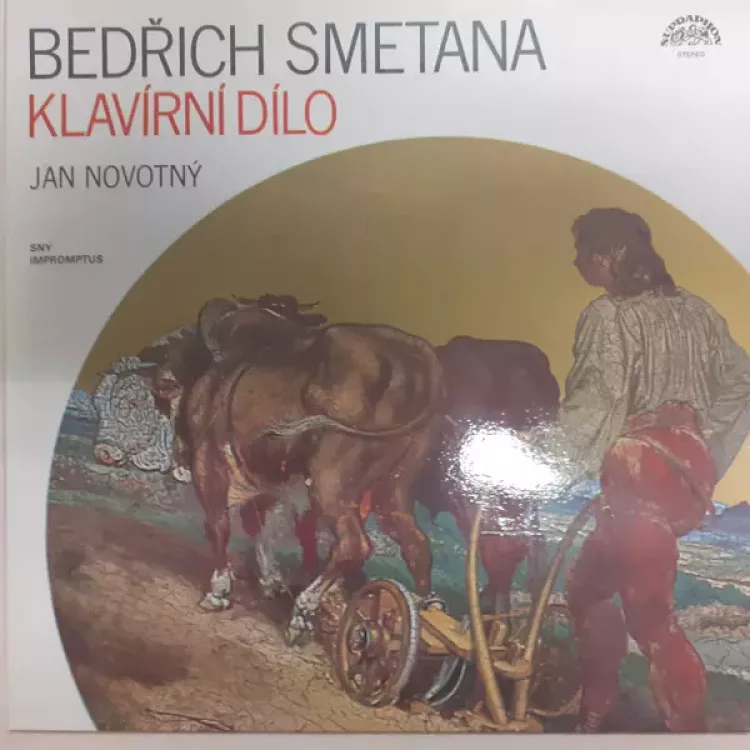 BEDŘICH SMETANA
KLAVÍRNÍ DÍLO
JAN NOVOTNÝ
SNY
IMPROMPTUS
SUPRAPHON
STEREO